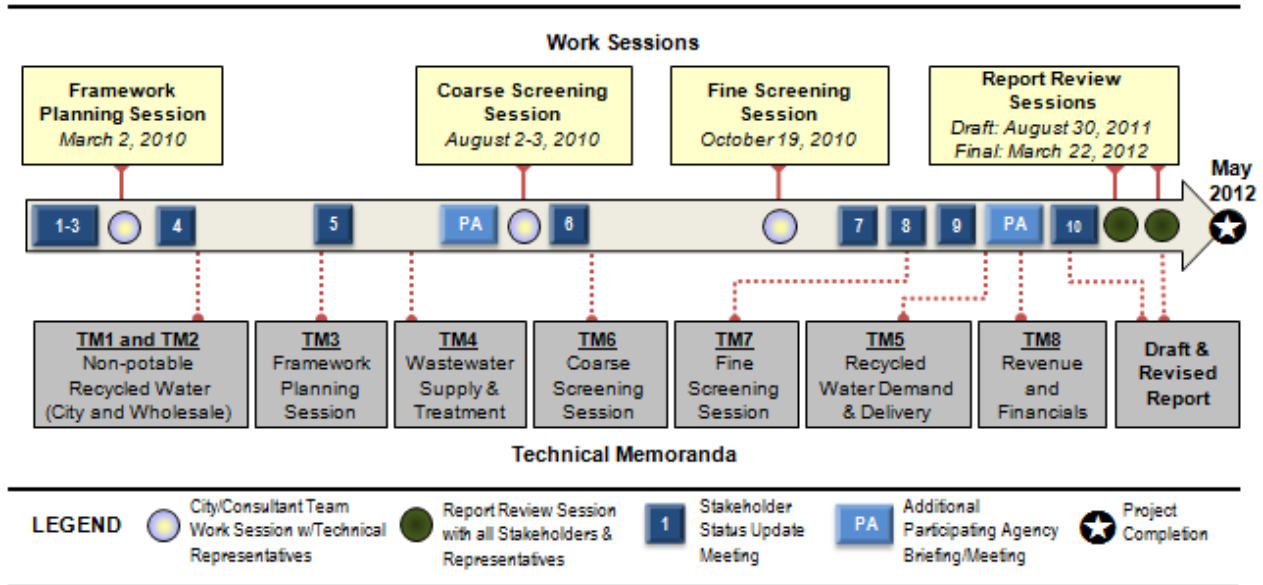 Work Sessions
Framework
Planning Session
March 2, 2010
Coarse Screening
Session
August 2-3, 2010
Fine Screening
Session
October 19, 2010
Report Review
Sessions
Draft: August 30, 2011
Final: March 22, 2012
May
2012
1-3
4
5
PA
6
7
8
9
PA
10
TM1 and TM2
Non-potable
Recycled Water
(City and Wholesale)
TM3
Framework
Planning
Session
TM4
Wastewater
Supply &
Treatment
TM6
Coarse
Screening
Session
TM7
Fine
Screening
Session
TM5
Recycled
Water Demand
& Delivery
TM8
Revenue
and
Financials
Draft &
Revised
Report
Technical Memoranda
LEGEND
City/Consultant Team
Work Session w/Technical
Representatives
Report Review Session
with all Stakeholders &
Representatives
1
Stakeholder
Status Update
Meeting
PA
Additional
Participating Agency
Briefing/Meeting
Project
Completion